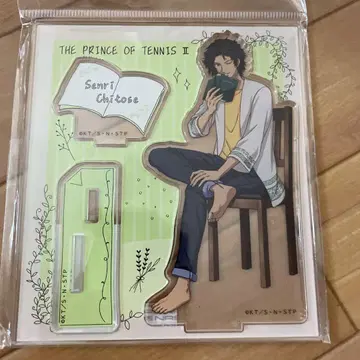 THE PRINCE OF TENNIS II
Senri
Chitose
©KT/S・N・STP
©KT/S・N・STP
©KT/S・N・STP